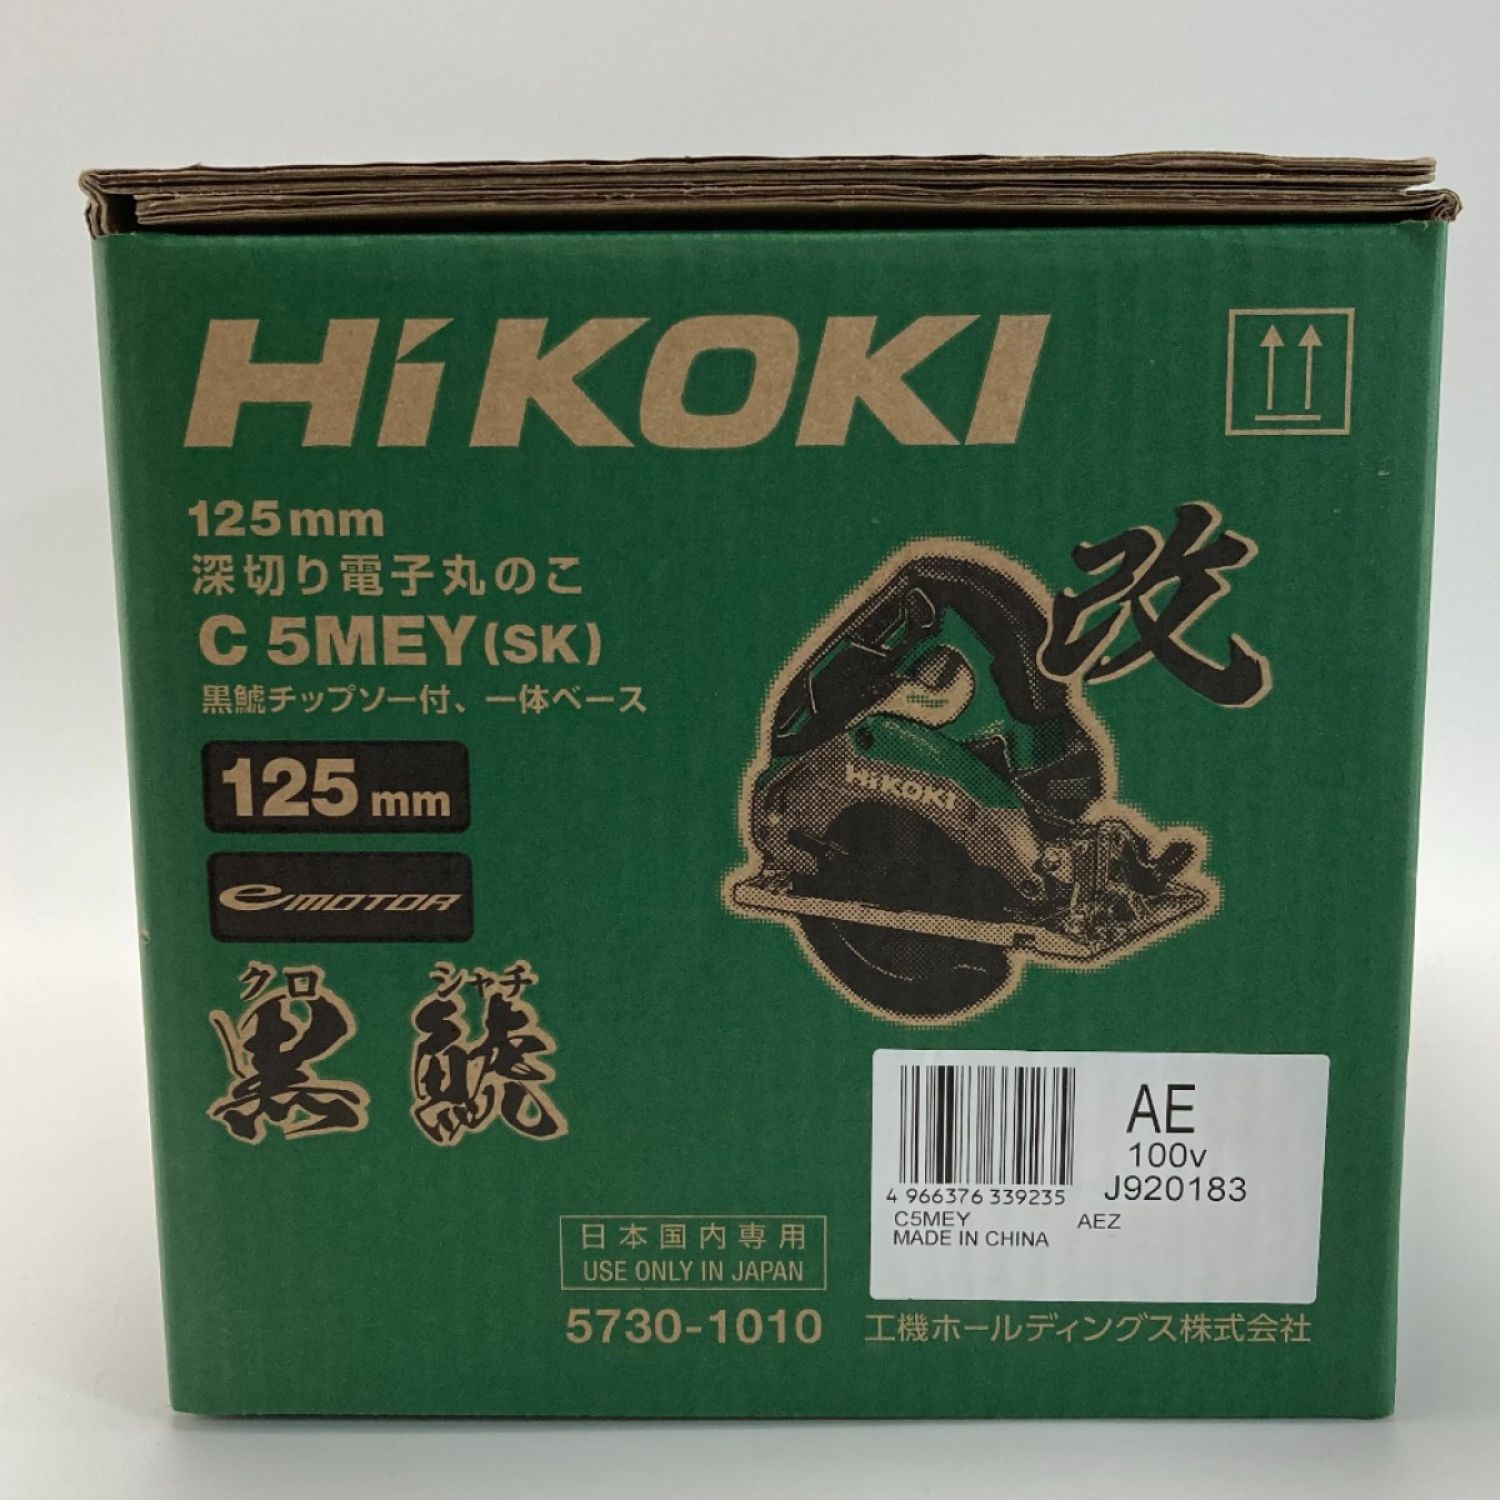 HiKOKI
125mm
深切り電子丸のこ
C 5MEY(SK)
黒鯱チップソー付、一体ベース
125 mm
eMOTOR
クロ シャチ
黒 鯱
改
HiKOKI
AE
100v
4 966376 339235
J920183
C5MEY AEZ
MADE IN CHINA
日本国内専用
USE ONLY IN JAPAN
5730-1010
工機ホールディングス株式会社